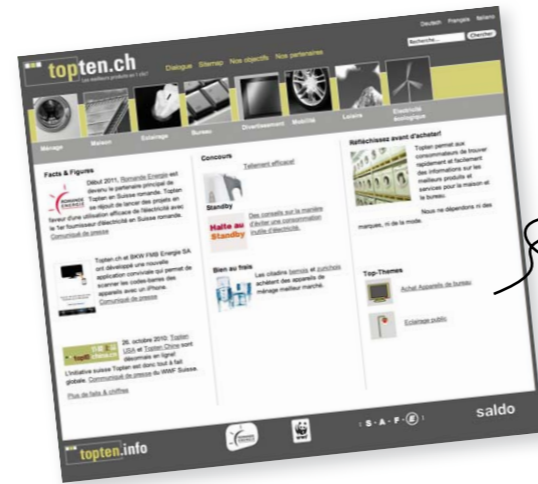 Deutsch Français Italiano
topten.ch
Les meilleurs produits en 1 clic!
Dialogue Sitemap Nos objectifs Nos partenaires
Recherche... Chercher
Ménage Maison Eclairage Bureau Divertissement Mobilité Loisirs Electricité
écologique
Facts & Figures
ROMANDE
ENERGIE
Début 2011, Romande Energie est
devenu le partenaire principal de
Topten en Suisse romande. Topten
se réjouit de lancer des projets en
faveur d'une utilisation efficace de l'électricité avec
le 1er fournisseur d'électricité en Suisse romande.
Communiqué de presse
Topten.ch et BKW FMB Energie SA
ont développé une nouvelle
application conviviale qui permet de
scanner les codes-barres des
appareils avec un iPhone.
Communiqué de presse
26. octobre 2010: Topten
USA et Topten Chine sont
désormais en ligne!
L'initiative suisse Topten est donc tout à fait
globale. Communiqué de presse du WWF Suisse.
Plus de faits & chiffres
Concours
Tellement efficace!
Standby
Halte au
Standby
Des conseils sur la manière
d'éviter une consommation
inutile d'électricité.
Bien au frais
Les citadins bernois et zurichois
achètent des appareils de
ménage meilleur marché.
Réfléchissez avant d'acheter!
Topten permet aux
consommateurs de trouver
rapidement et facilement
des informations sur les
meilleurs produits et
services pour la maison et
le bureau.
Nous ne dépendons ni des
marques, ni de la mode.
Top-Themes
Achat Appareils de bureau
Eclairage public
topten.info
WWF
S·A·F·E
saldo